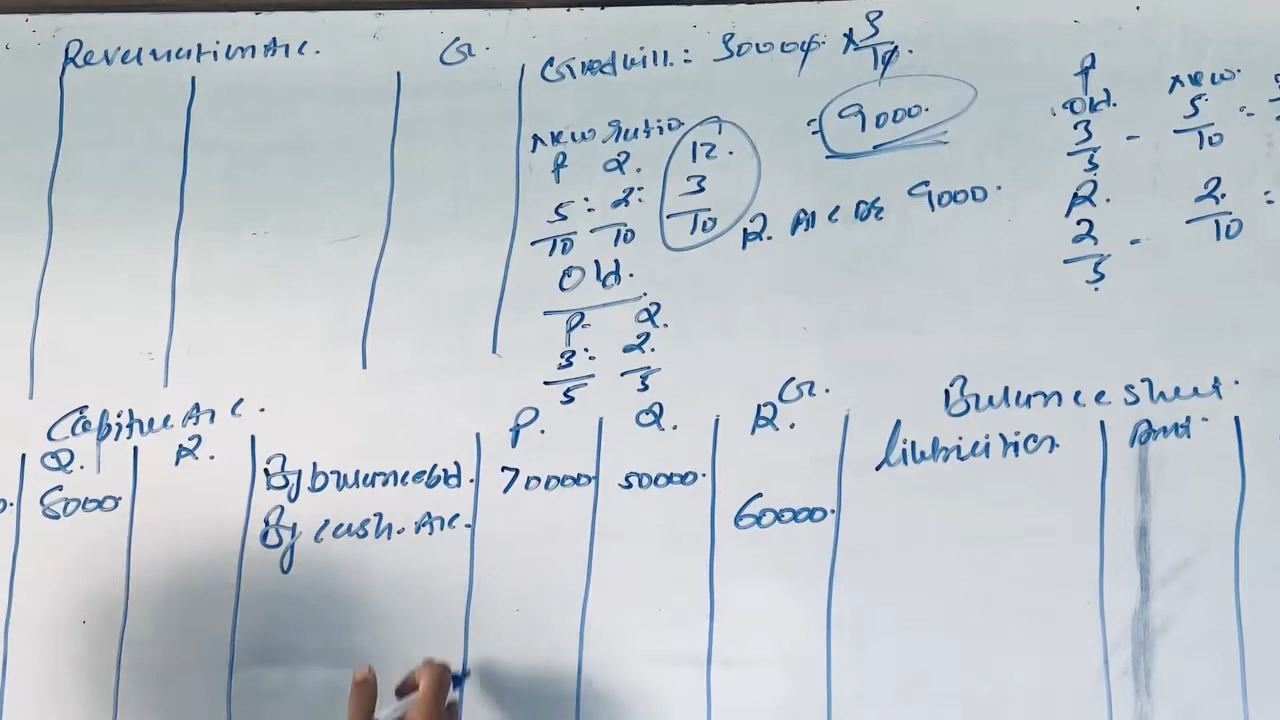 Revaluation A/c. Cr.
Goodwill: 30000 × 3/10
= 9000.
New ratio
P Q. R
5/10 : 2/10 : 3/10
12.
R. A/c Dr 9000.
Old.
P. Q.
3/5 : 2/5
P
Old. New.
3/5 - 5/10 =
Q.
2/5 - 2/10 =
Capital A/c. Cr.
Q. R. P. Q. R.
8000 By balance b/d. 70000 50000.
By cash A/c. 60000.
Balance sheet.
Liabilities Amt.